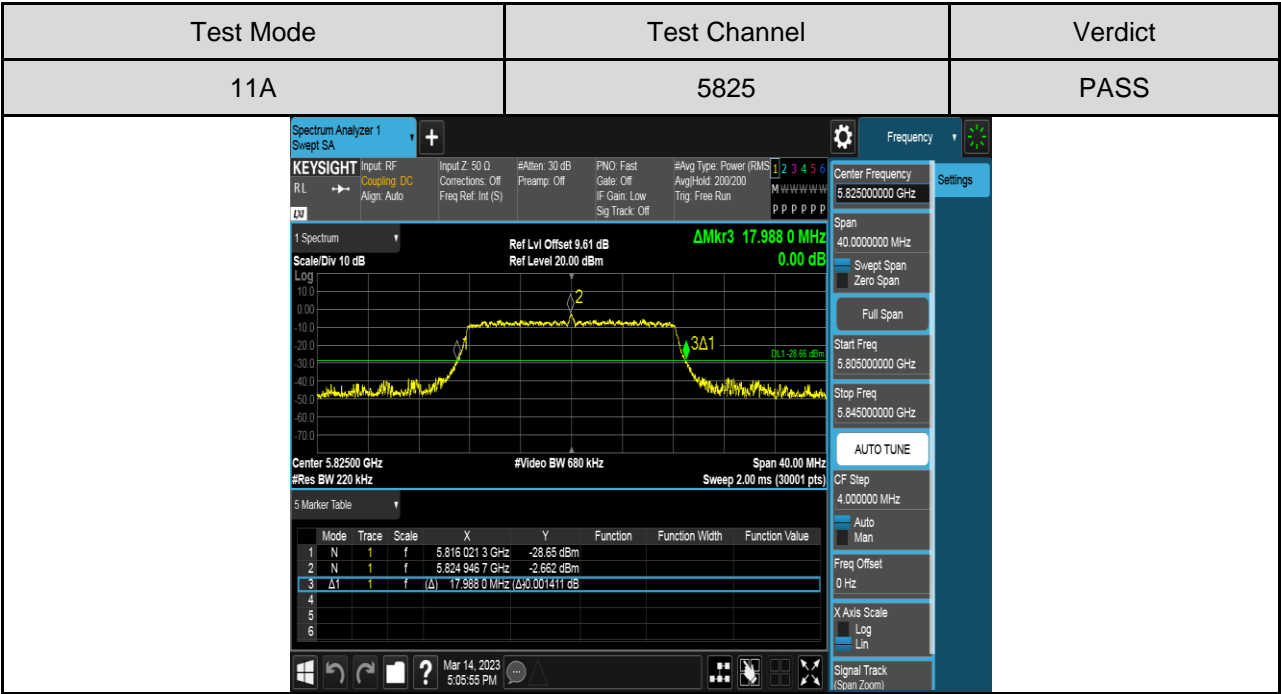 Test Mode Test Channel Verdict
11A 5825 PASS
Spectrum Analyzer 1
Swept SA
+
Frequency
KEYSIGHT
RL
LXI
Input: RF
Coupling: DC
Align: Auto
Input Z: 50 Ω
Corrections: Off
Freq Ref: Int (S)
#Atten: 30 dB
Preamp: Off
PNO: Fast
Gate: Off
IF Gain: Low
Sig Track: Off
#Avg Type: Power (RMS
Avg|Hold: 200/200
Trig: Free Run
1 2 3 4 5 6
M W W W W W
P P P P P P
1 Spectrum
Scale/Div 10 dB
Ref Lvl Offset 9.61 dB
Ref Level 20.00 dBm
ΔMkr3 17.988 0 MHz
0.00 dB
Log
10.0
0.00
-10.0
-20.0
-30.0
-40.0
-50.0
-60.0
-70.0
1
2
3Δ1
DL1 -28.66 dBm
Center 5.82500 GHz
#Res BW 220 kHz
#Video BW 680 kHz
Span 40.00 MHz
Sweep 2.00 ms (30001 pts)
5 Marker Table
Mode Trace Scale X Y Function Function Width Function Value
1 N 1 f 5.816 021 3 GHz -28.65 dBm
2 N 1 f 5.824 946 7 GHz -2.662 dBm
3 Δ1 1 f (Δ) 17.988 0 MHz (Δ) -0.001411 dB
4
5
6
?
Mar 14, 2023
5:05:55 PM
Center Frequency
5.825000000 GHz
Settings
Span
40.0000000 MHz
Swept Span
Zero Span
Full Span
Start Freq
5.805000000 GHz
Stop Freq
5.845000000 GHz
AUTO TUNE
CF Step
4.000000 MHz
Auto
Man
Freq Offset
0 Hz
X Axis Scale
Log
Lin
Signal Track
(Span Zoom)